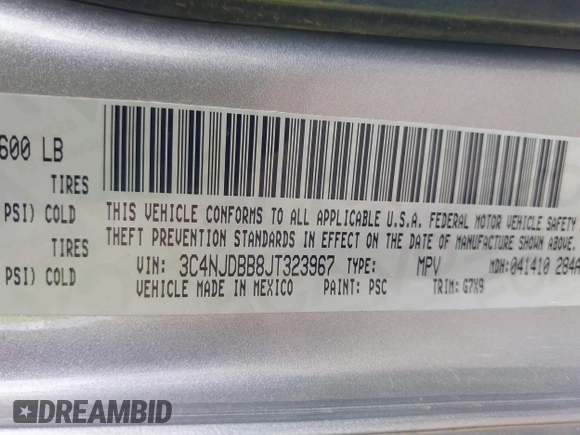 600 LB
TIRES
PSI) COLD
TIRES
PSI) COLD
THIS VEHICLE CONFORMS TO ALL APPLICABLE U.S.A. FEDERAL MOTOR VEHICLE SAFETY
THEFT PREVENTION STANDARDS IN EFFECT ON THE DATE OF MANUFACTURE SHOWN ABOVE.
VIN: 3C4NJDBB8JT323967 TYPE: MPV MDH: 041410 284A
VEHICLE MADE IN MEXICO PAINT: PSC TRIM: G7X9
DREAMBID